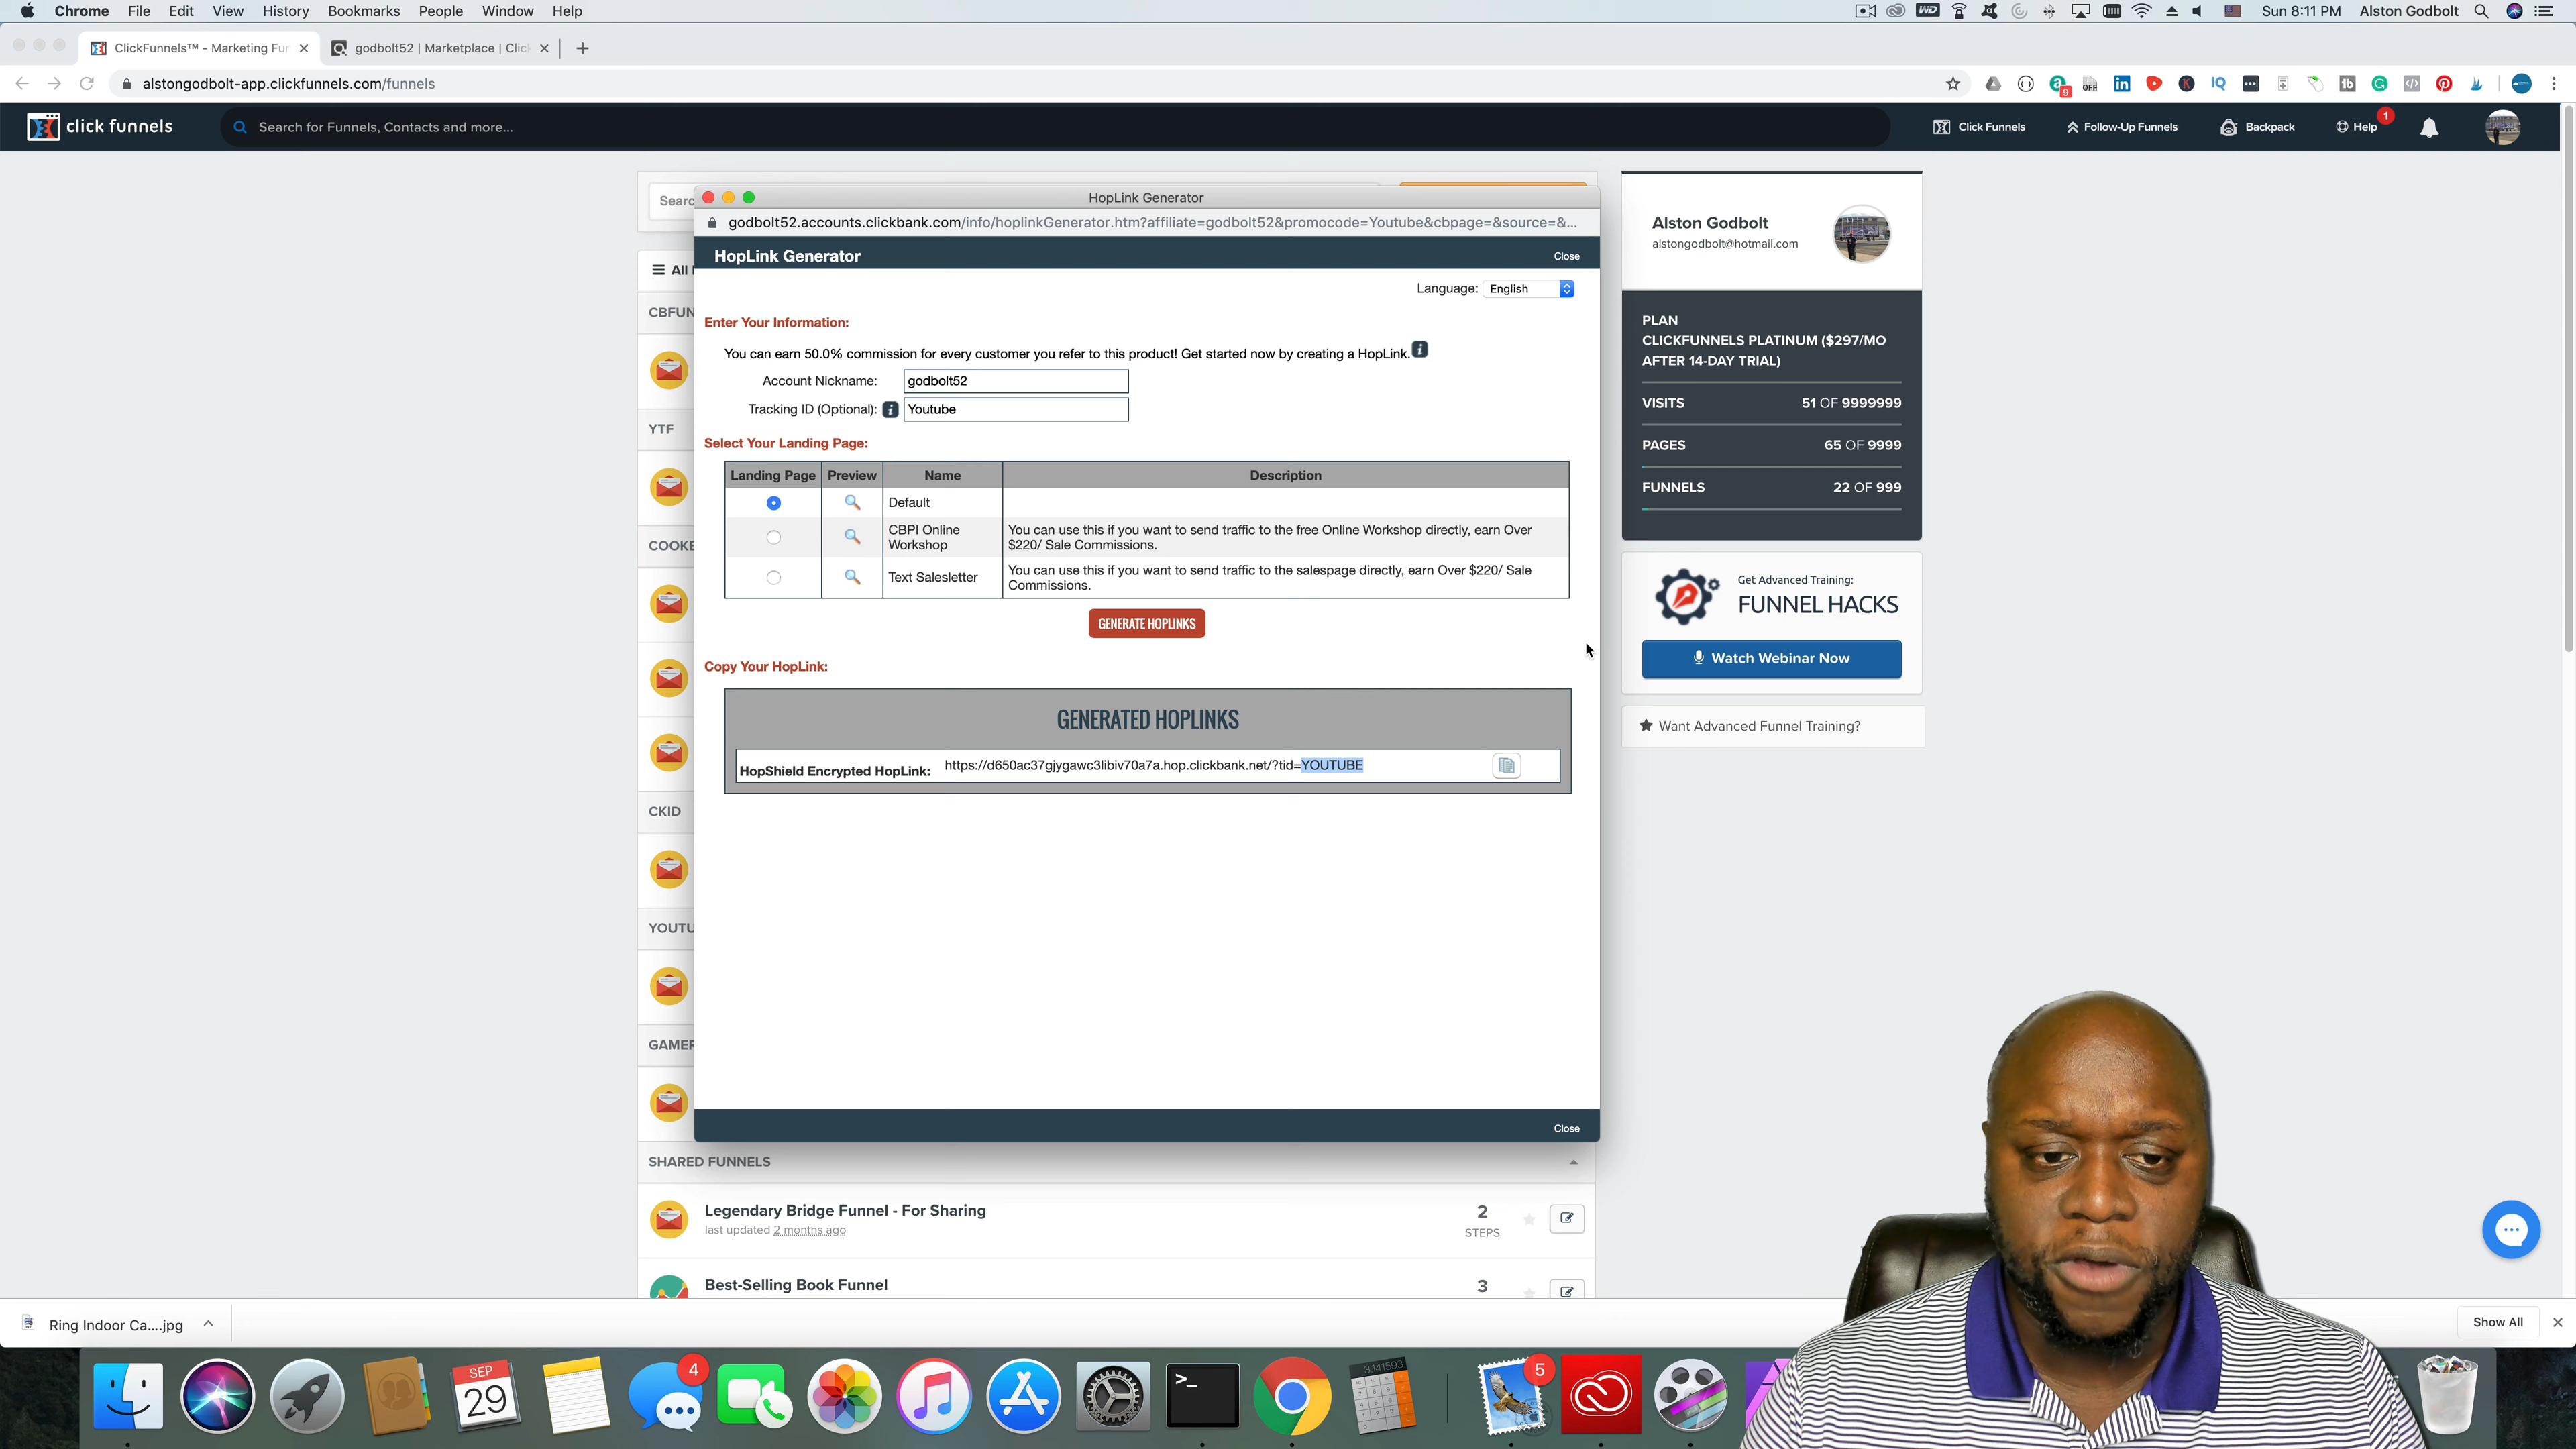 Chrome File Edit View History Bookmarks People Window Help
Sun 8:11 PM Alston Godbolt
ClickFunnels™ - Marketing Fun
godbolt52 | Marketplace | Click
alstongodbolt-app.clickfunnels.com/funnels
click funnels
Search for Funnels, Contacts and more...
Click Funnels
Follow-Up Funnels
Backpack
Help
1
HopLink Generator
godbolt52.accounts.clickbank.com/info/hoplinkGenerator.htm?affiliate=godbolt52&promocode=Youtube&cbpage=&source=&...
HopLink Generator
Close
Language: English
Enter Your Information:
You can earn 50.0% commission for every customer you refer to this product! Get started now by creating a HopLink.
Account Nickname: godbolt52
Tracking ID (Optional): Youtube
Select Your Landing Page:
Landing Page Preview Name Description
Default
CBPI Online Workshop
You can use this if you want to send traffic to the free Online Workshop directly, earn Over
$220/ Sale Commissions.
Text Salesletter
You can use this if you want to send traffic to the salespage directly, earn Over $220/ Sale
Commissions.
GENERATE HOPLINKS
Copy Your HopLink:
GENERATED HOPLINKS
HopShield Encrypted HopLink: https://d650ac37gjygawc3libiv70a7a.hop.clickbank.net/?tid=YOUTUBE
Close
Searc
All
CBFUN
YTF
COOKE
CKID
YOUTU
GAMER
SHARED FUNNELS
Legendary Bridge Funnel - For Sharing
last updated 2 months ago
2
STEPS
Best-Selling Book Funnel
3
Alston Godbolt
alstongodbolt@hotmail.com
PLAN
CLICKFUNNELS PLATINUM ($297/MO
AFTER 14-DAY TRIAL)
VISITS 51 OF 9999999
PAGES 65 OF 9999
FUNNELS 22 OF 999
Get Advanced Training:
FUNNEL HACKS
Watch Webinar Now
Want Advanced Funnel Training?
Ring Indoor Ca....jpg
Show All
SEP
29
4
3.141593
5